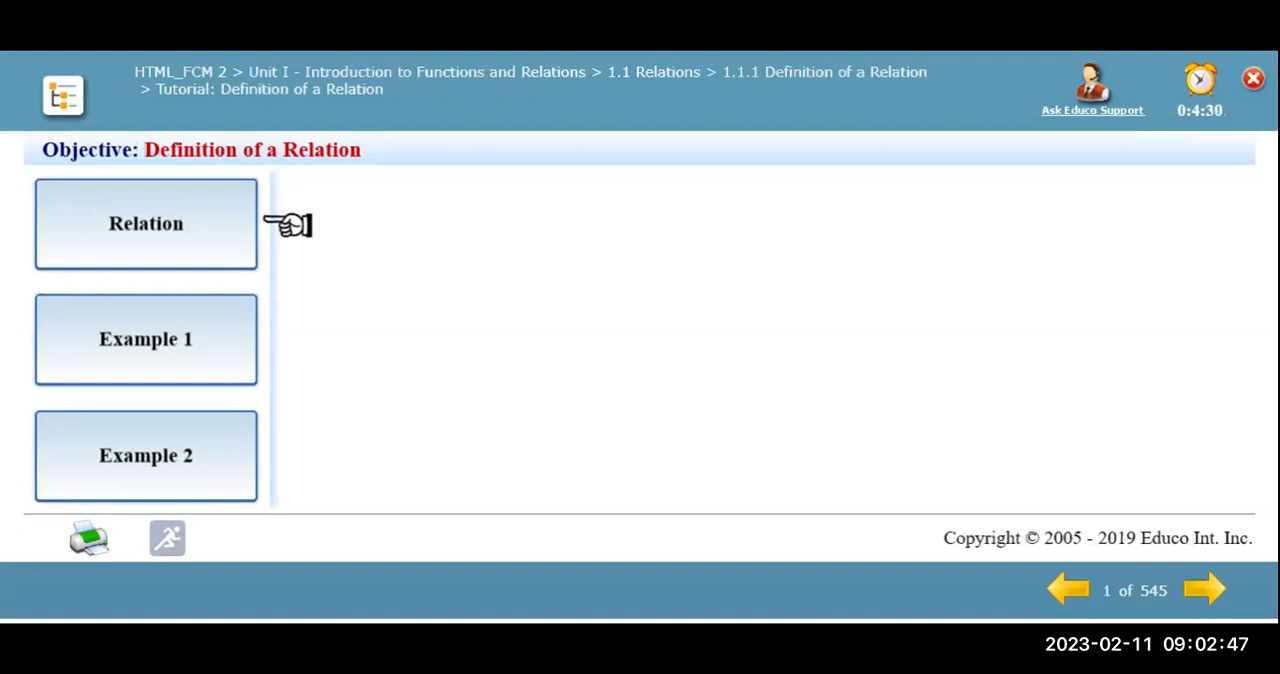 HTML_FCM 2 > Unit I - Introduction to Functions and Relations > 1.1 Relations > 1.1.1 Definition of a Relation
> Tutorial: Definition of a Relation
Ask Educo Support
0:4:30
Objective: Definition of a Relation
Relation
Example 1
Example 2
Copyright © 2005 - 2019 Educo Int. Inc.
1 of 545
2023-02-11 09:02:47